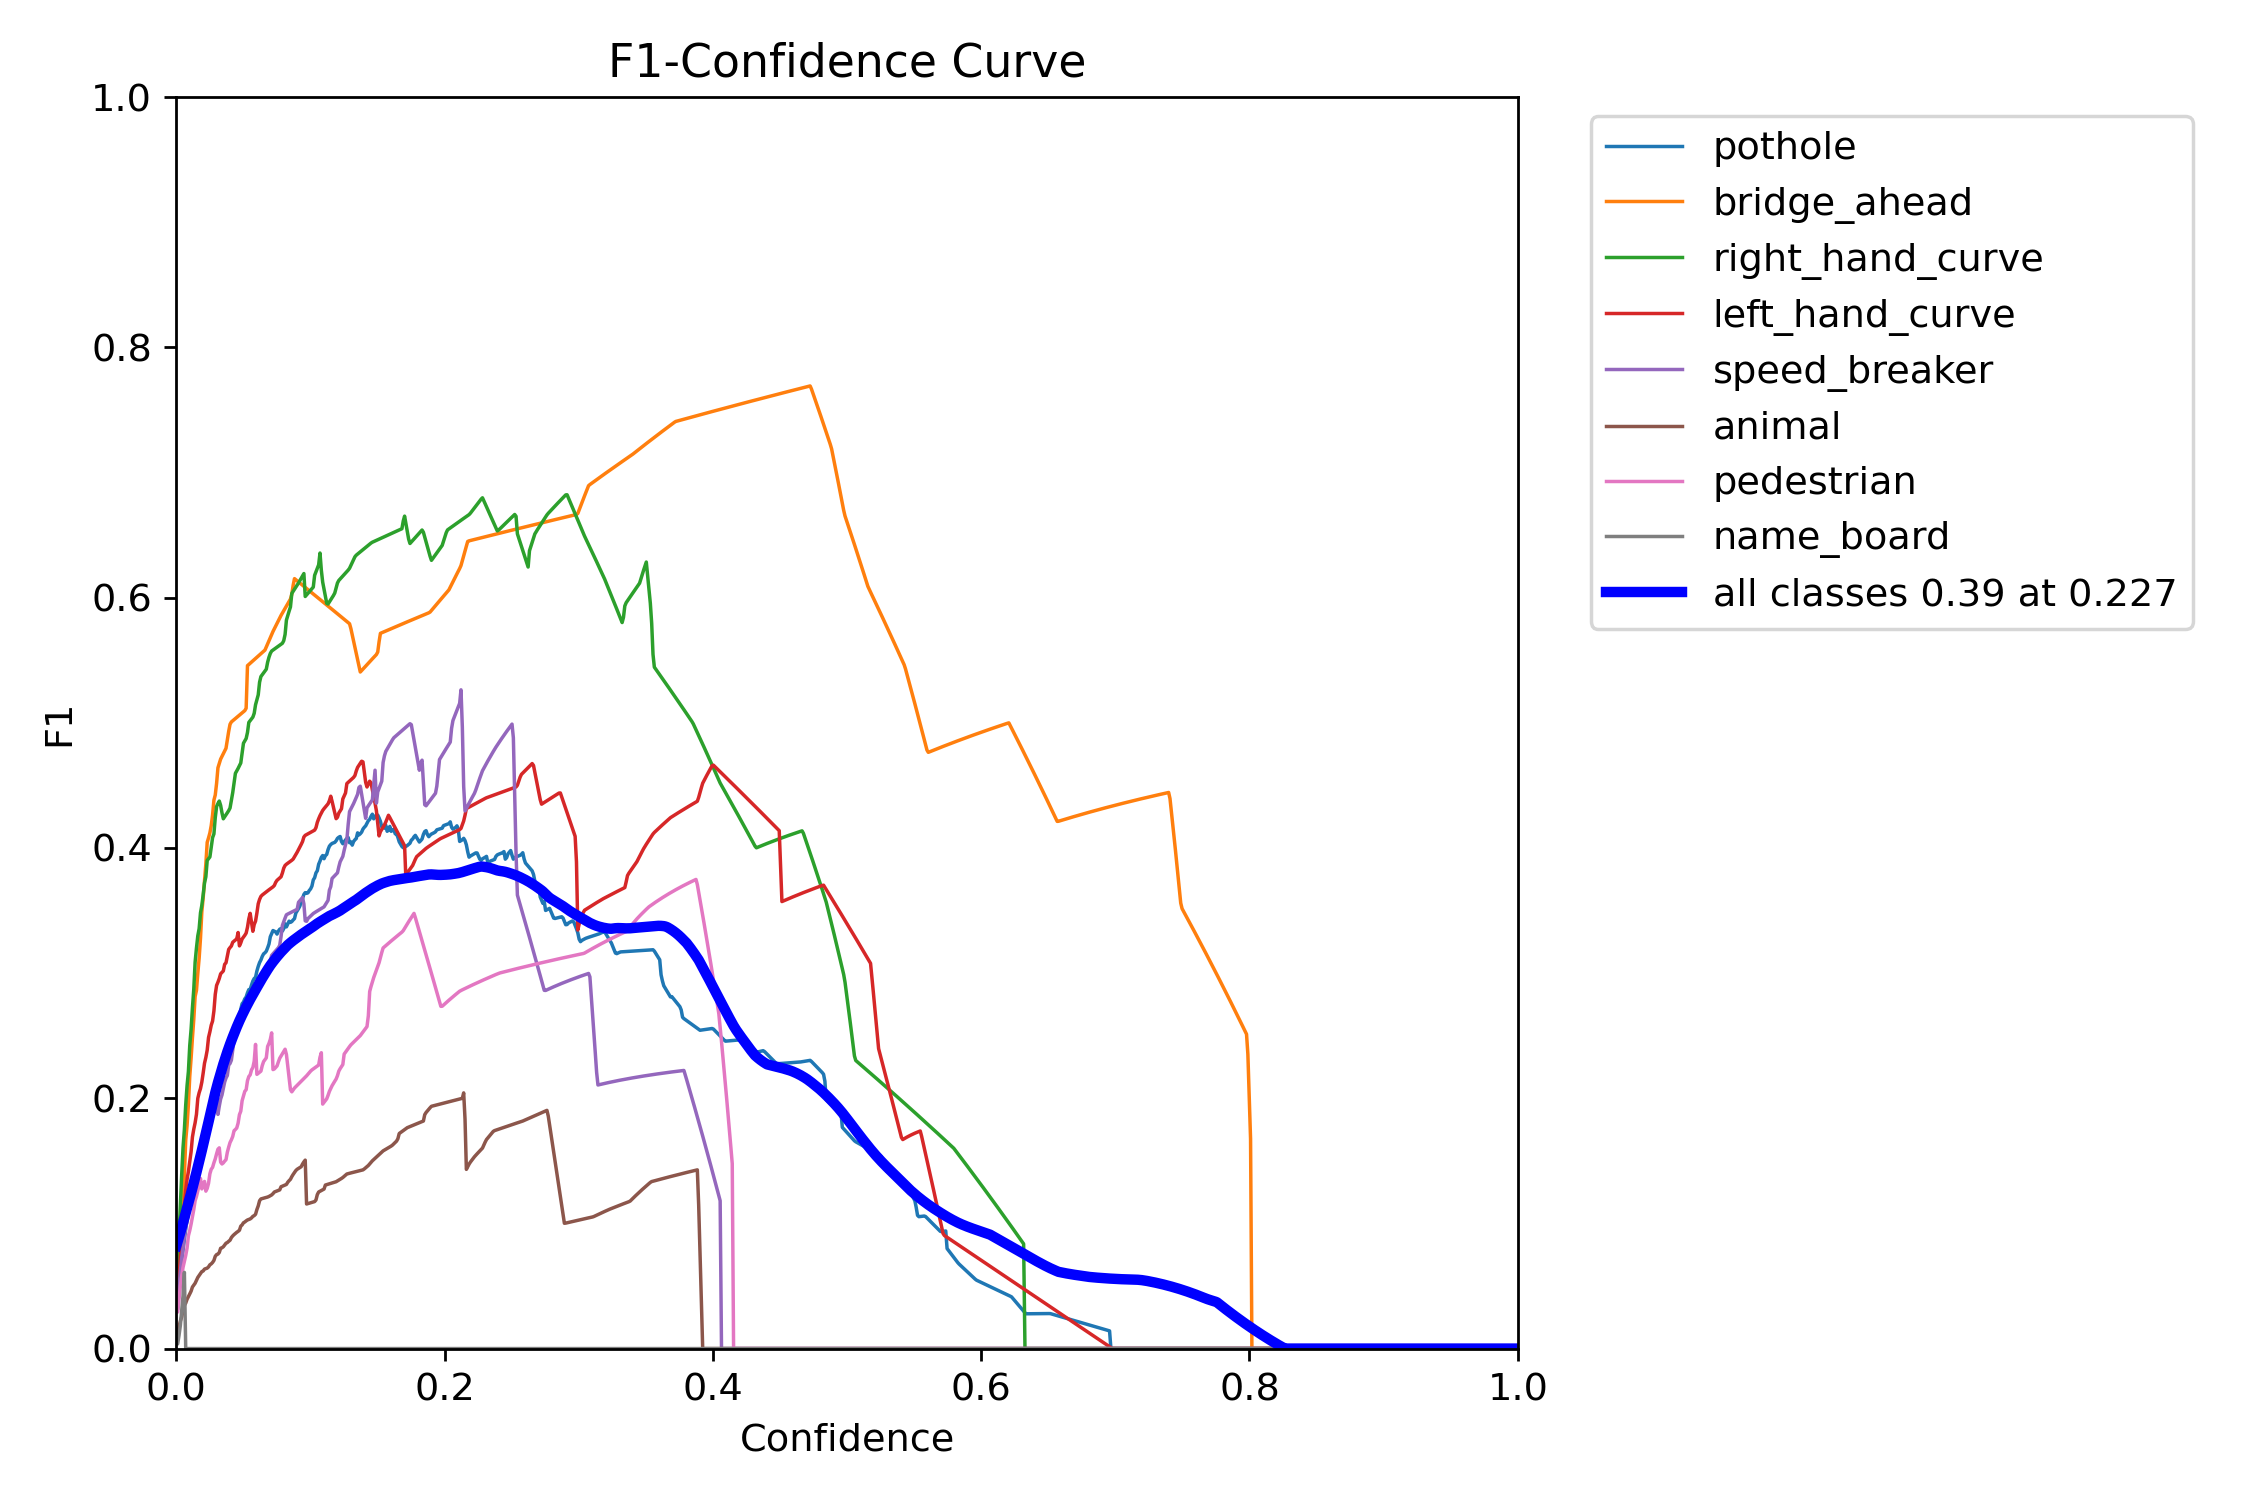 F1-Confidence Curve
1.0
0.8
0.6
0.4
0.2
0.0
F1
0.0 0.2 0.4 0.6 0.8 1.0
Confidence
pothole
bridge_ahead
right_hand_curve
left_hand_curve
speed_breaker
animal
pedestrian
name_board
all classes 0.39 at 0.227